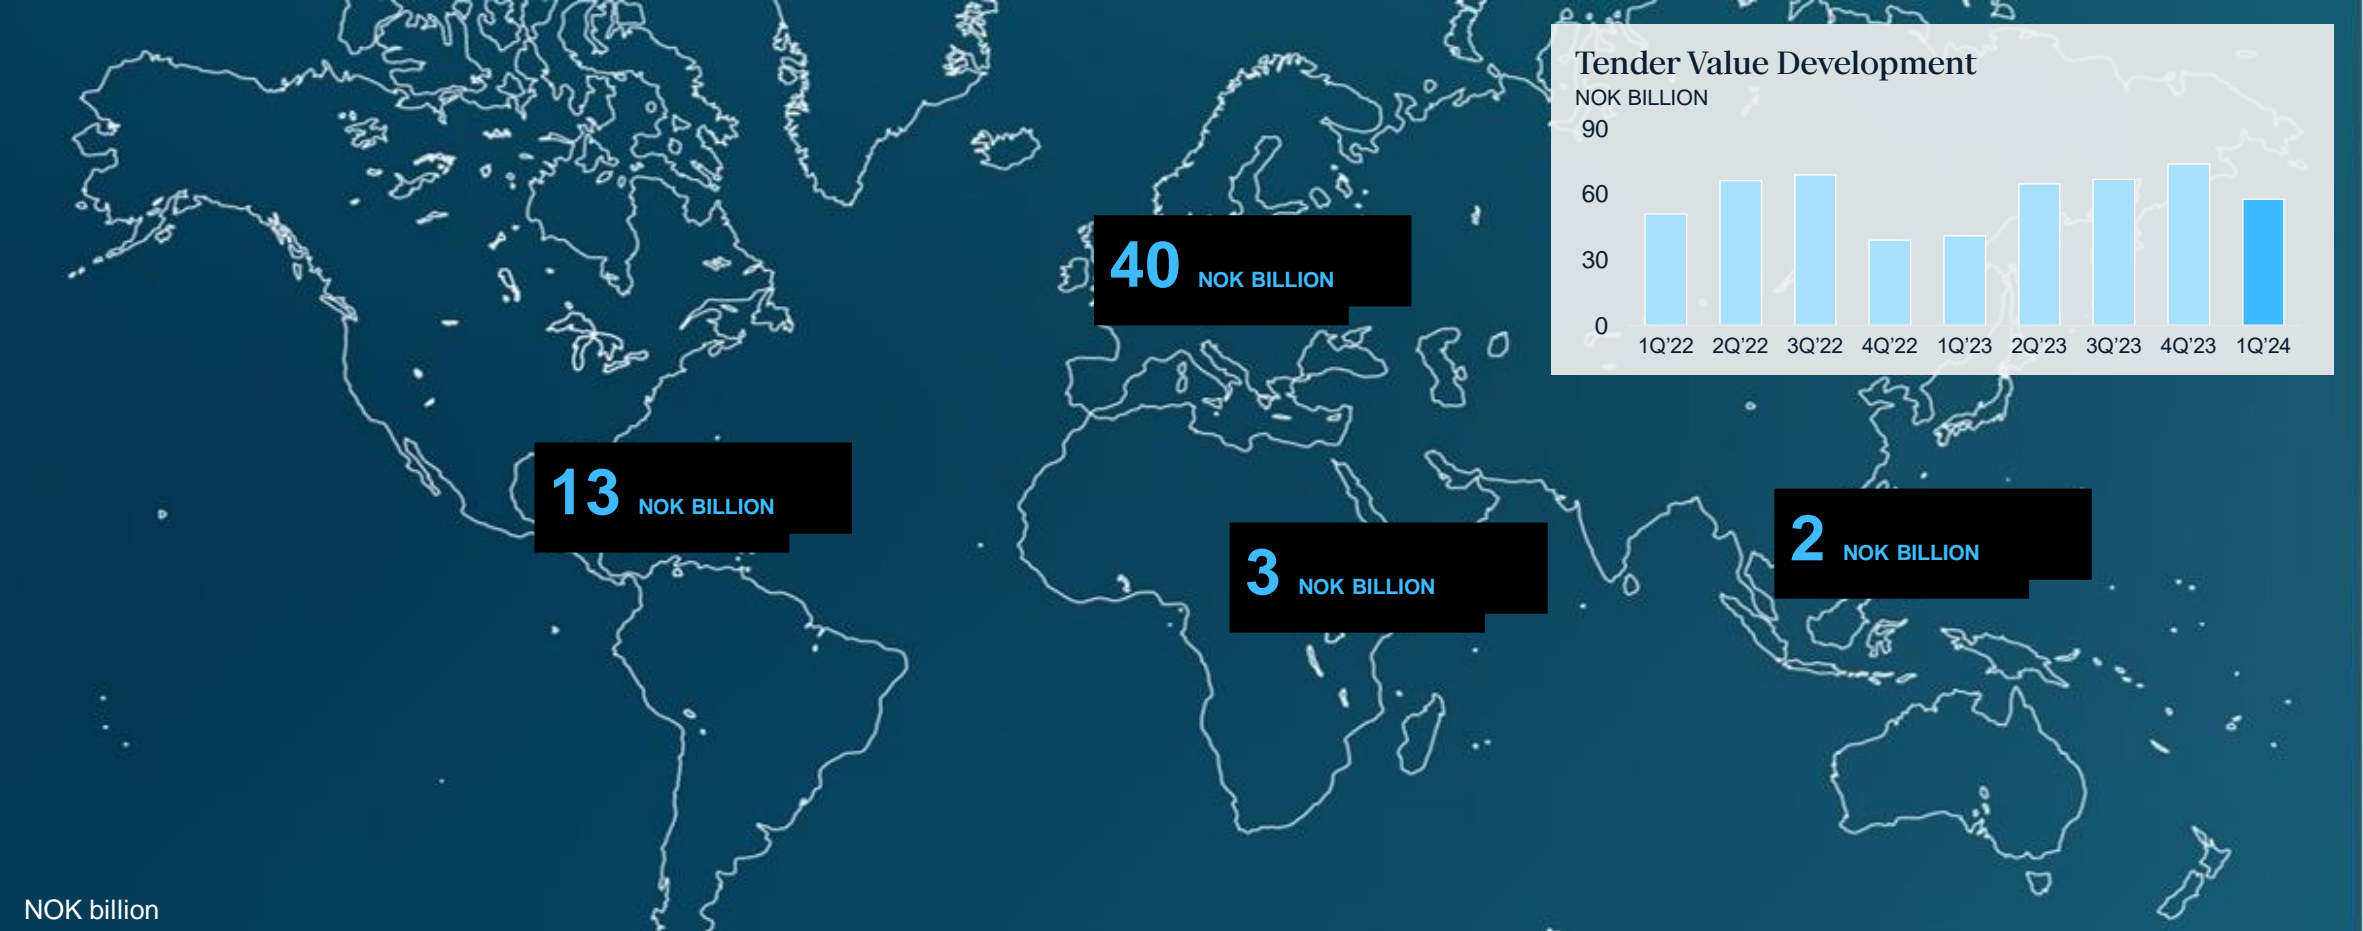 Tender Value Development
NOK BILLION
90
60
30
0
1Q’22 2Q’22 3Q’22 4Q’22 1Q’23 2Q’23 3Q’23 4Q’23 1Q’24
40 NOK BILLION
13 NOK BILLION
3 NOK BILLION
2 NOK BILLION
NOK billion